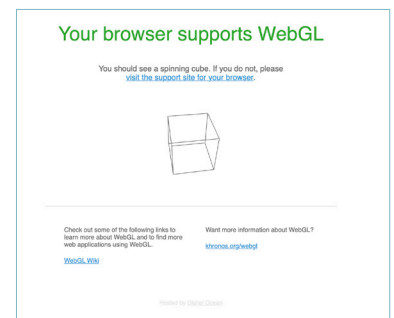 Your browser supports WebGL
You should see a spinning cube. If you do not, please
visit the support site for your browser.
Check out some of the following links to
learn more about WebGL and to find more
web applications using WebGL.
WebGL Wiki
Want more information about WebGL?
khronos.org/webgl